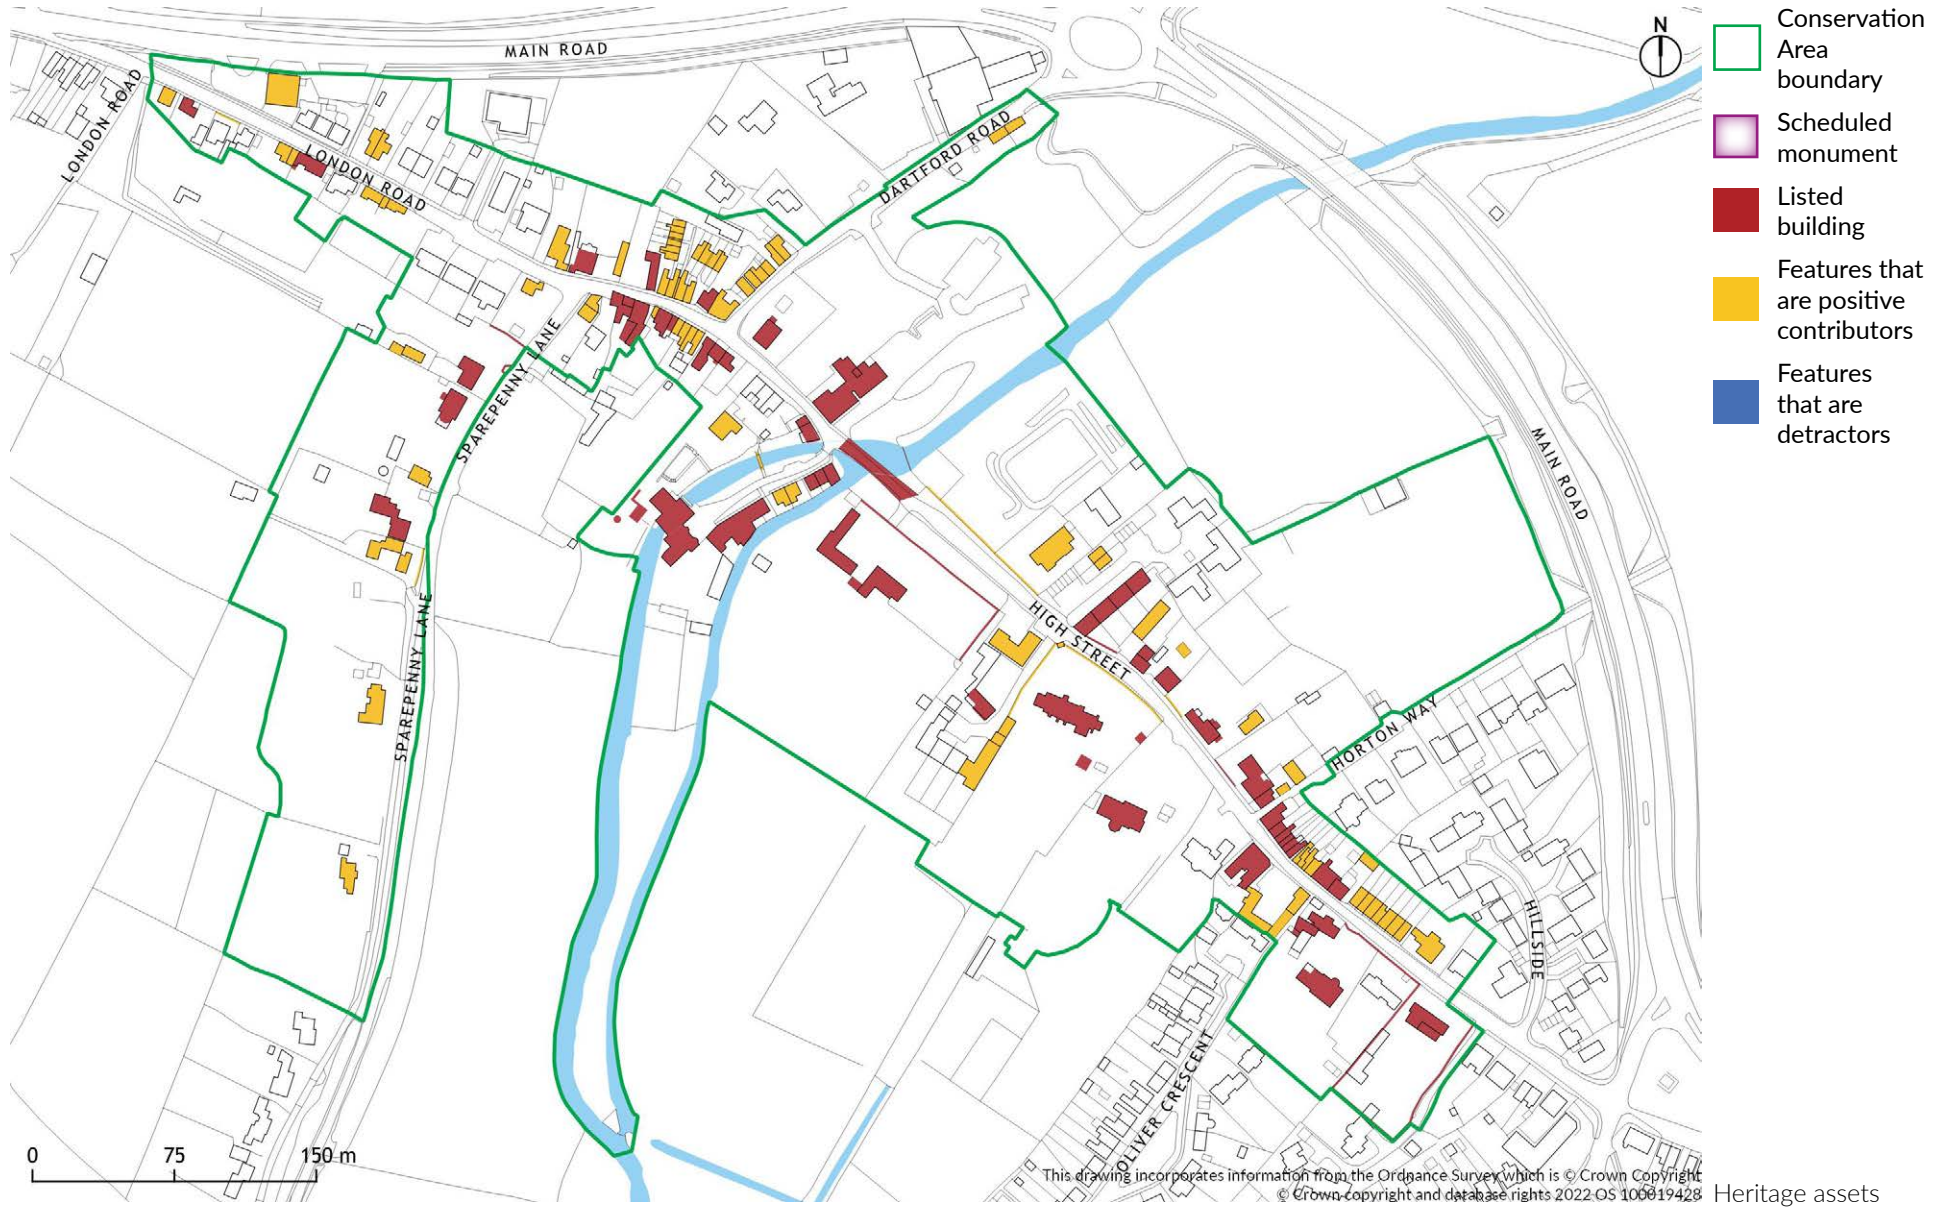 MAIN ROAD
N
LONDON ROAD
LONDON ROAD
DARTFORD ROAD
SPAREPENNY LANE
MAIN ROAD
HIGH STREET
SPAREPENNY LANE
HORTON WAY
HILLSIDE
OLIVER CRESCENT
0 75 150 m
This drawing incorporates information from the Ordnance Survey which is © Crown Copyright
© Crown copyright and database rights 2022 OS 100019428
Conservation
Area
boundary
Scheduled
monument
Listed
building
Features that
are positive
contributors
Features
that are
detractors
Heritage assets